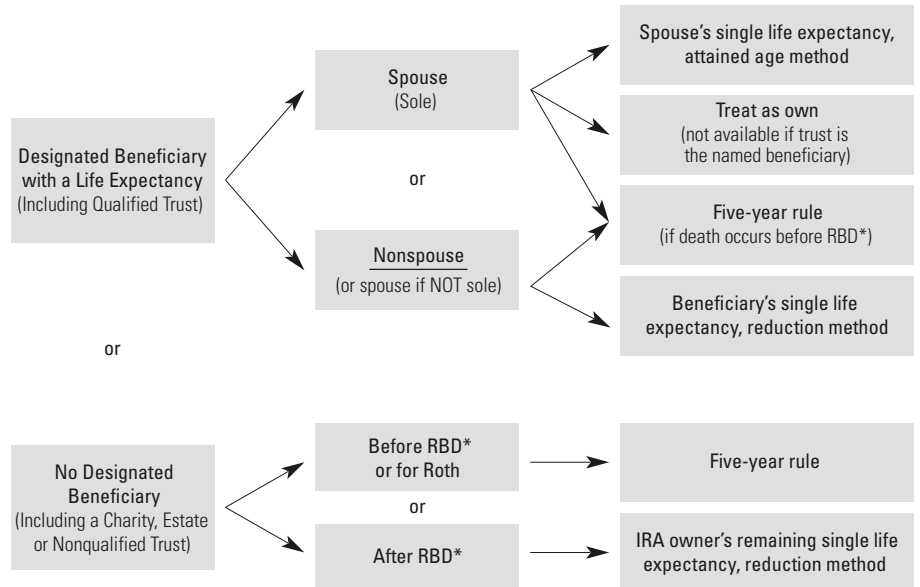 Designated Beneficiary
with a Life Expectancy
(Including Qualified Trust)
or
No Designated
Beneficiary
(Including a Charity, Estate
or Nonqualified Trust)
Spouse
(Sole)
or
Nonspouse
(or spouse if NOT sole)
Before RBD*
or for Roth
or
After RBD*
Spouse's single life expectancy,
attained age method
Treat as own
(not available if trust is
the named beneficiary)
Five-year rule
(if death occurs before RBD*)
Beneficiary's single life
expectancy, reduction method
Five-year rule
IRA owner's remaining single life
expectancy, reduction method